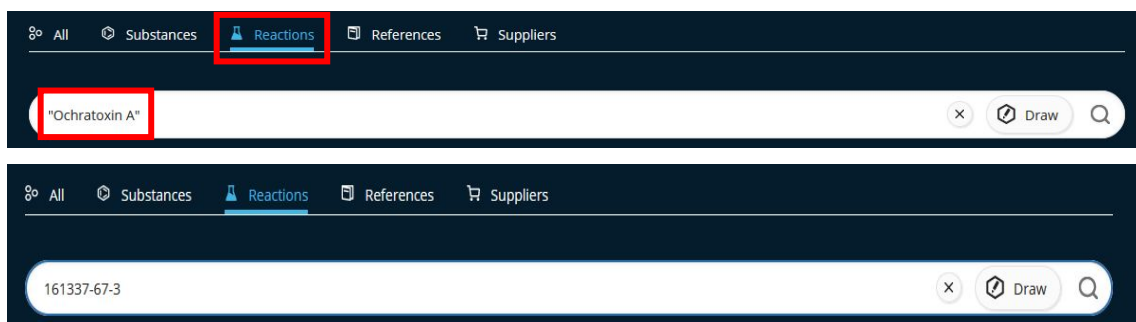 All Substances Reactions References Suppliers
"Ochratoxin A" Draw
All Substances Reactions References Suppliers
161337-67-3 Draw